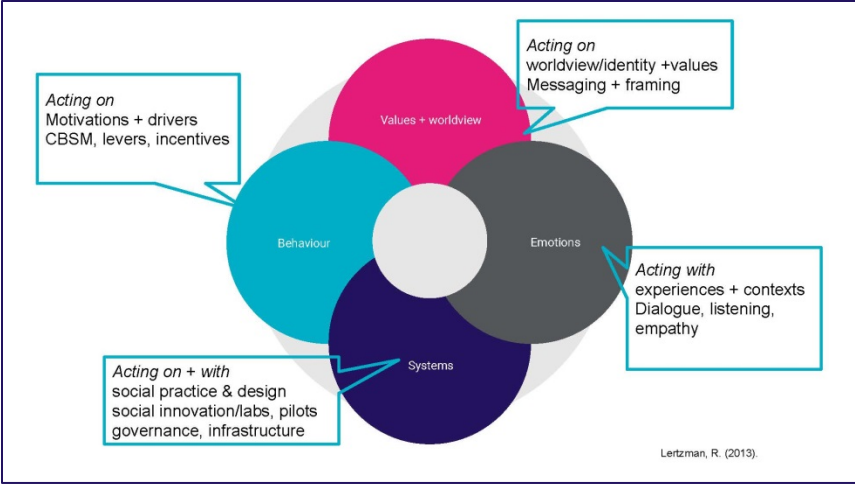 Acting on
worldview/identity +values
Messaging + framing
Acting on
Motivations + drivers
CBSM, levers, incentives
Values + worldview
Behaviour
Emotions
Acting with
experiences + contexts
Dialogue, listening,
empathy
Systems
Acting on + with
social practice & design
social innovation/labs, pilots
governance, infrastructure
Lertzman, R. (2013).